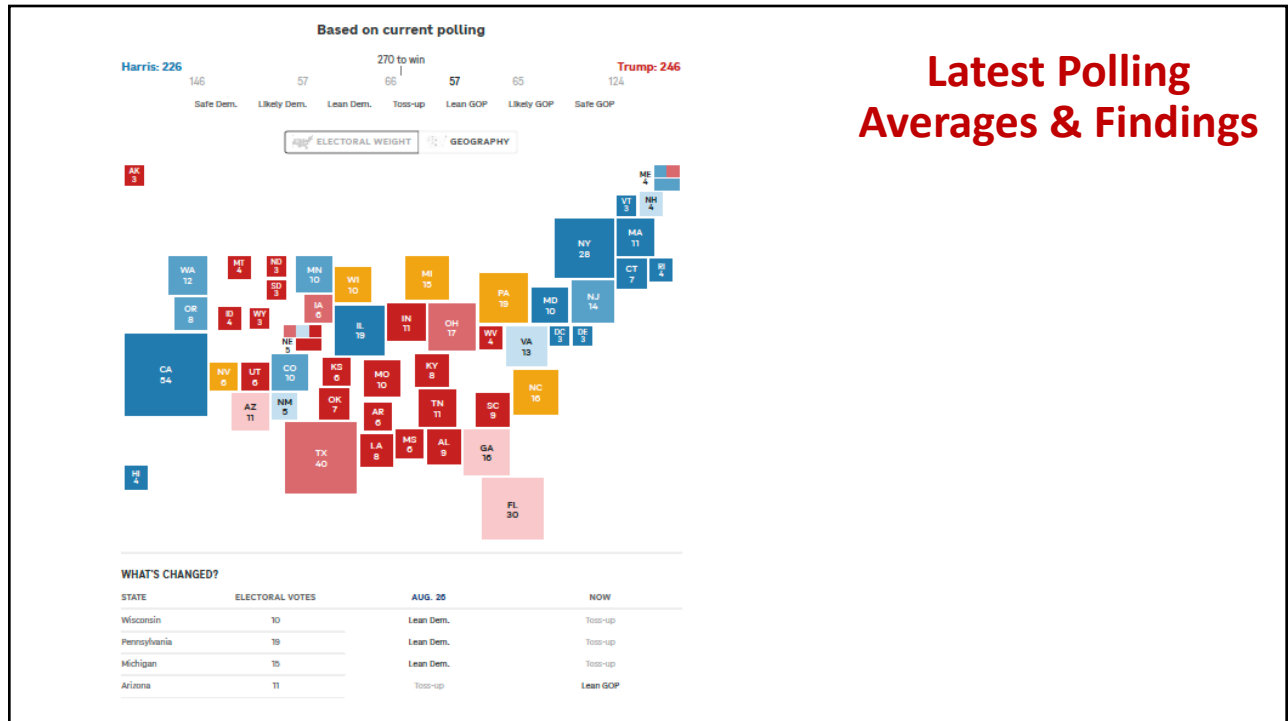 Based on current polling
Latest Polling
Averages & Findings
270 to win
Harris: 226
Trump: 246
146 57 66 57 65 124
Safe Dem. Likely Dem. Lean Dem. Toss-up Lean GOP Likely GOP Safe GOP
ELECTORAL WEIGHT GEOGRAPHY
AK
3
ME
4
VT
3
NH
4
NY
28
MA
11
WA
12
MT
4
ND
3
MN
10
WI
10
MI
15
CT
7
RI
4
SD
3
PA
19
NJ
14
OR
8
ID
4
WY
3
IA
6
IL
19
IN
11
OH
17
MD
10
WV
4
VA
13
DC
3
DE
3
NE
5
CA
54
NV
6
UT
6
CO
10
KS
6
MO
10
KY
8
NC
16
AZ
11
NM
5
OK
7
AR
6
TN
11
SC
9
TX
40
LA
8
MS
6
AL
9
GA
16
HI
4
FL
30
WHAT'S CHANGED?
STATE ELECTORAL VOTES AUG. 26 NOW
Wisconsin 10 Lean Dem. Toss-up
Pennsylvania 19 Lean Dem. Toss-up
Michigan 15 Lean Dem. Toss-up
Arizona 11 Toss-up Lean GOP